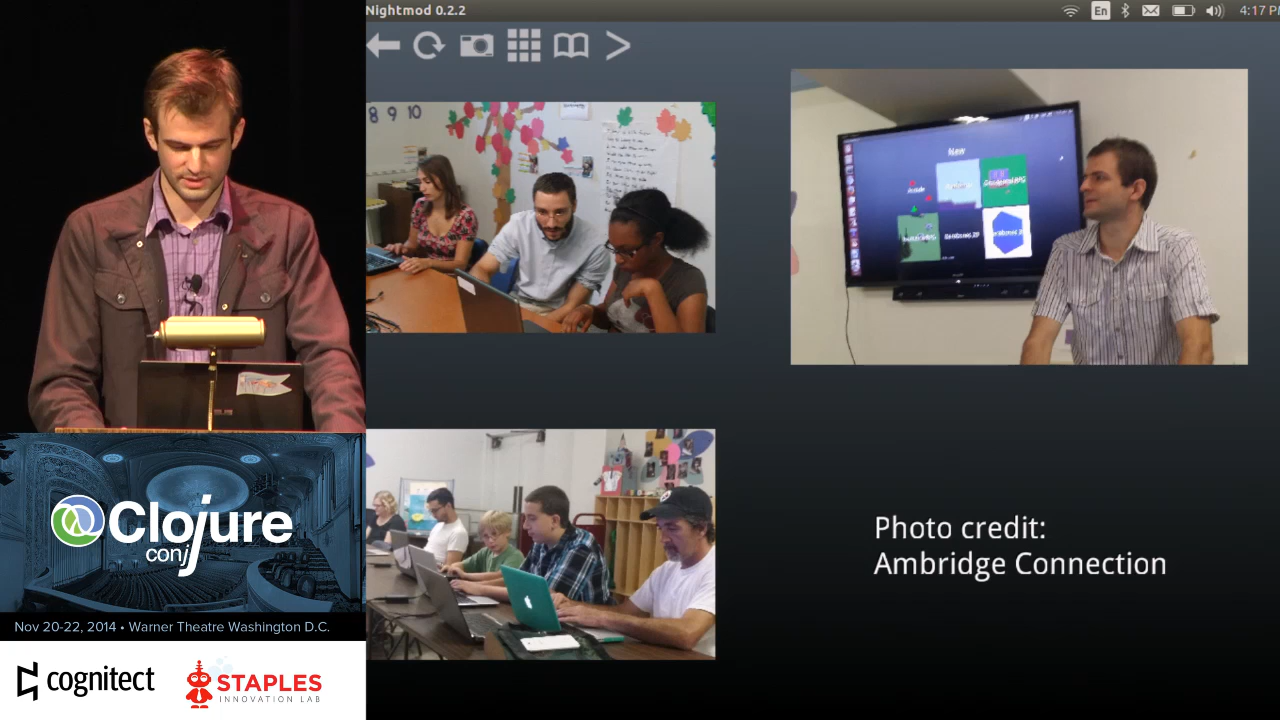 Nightmod 0.2.2
En
4:17 P
8 9 10
New
Photo credit:
Ambridge Connection
Clojure
conj
Nov 20-22, 2014 • Warner Theatre Washington D.C.
cognitect
STAPLES
INNOVATION LAB